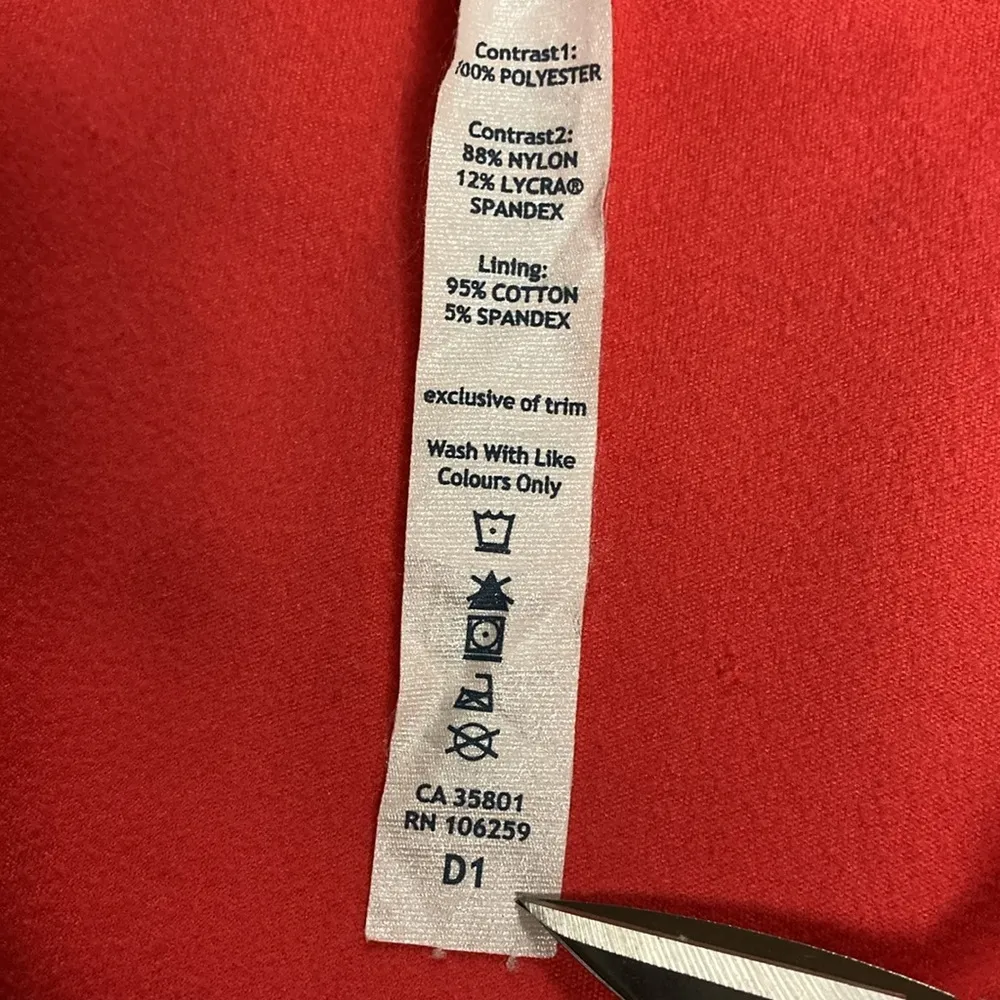 Contrast1:
100% POLYESTER
Contrast2:
88% NYLON
12% LYCRA®
SPANDEX
Lining:
95% COTTON
5% SPANDEX
exclusive of trim
Wash With Like
Colours Only
CA 35801
RN 106259
D1